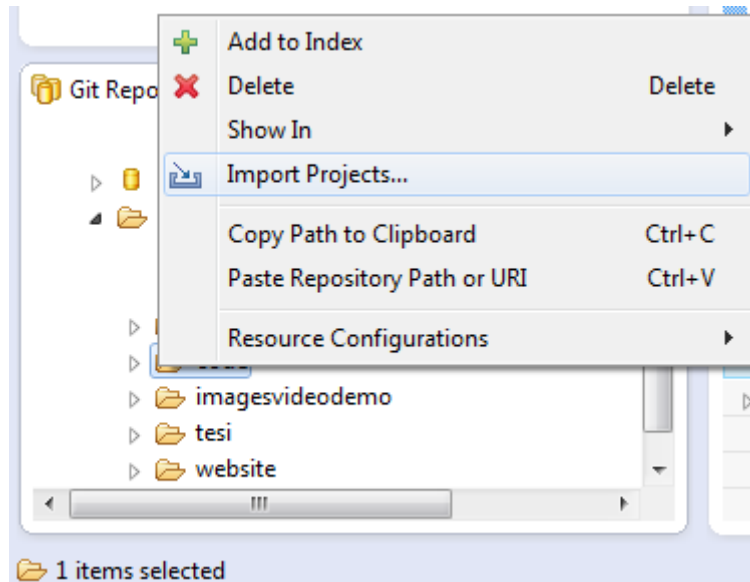 Add to Index
Git Repo
Delete Delete
Show In
Import Projects...
Copy Path to Clipboard Ctrl+C
Paste Repository Path or URI Ctrl+V
Resource Configurations
imagesvideodemo
tesi
website
1 items selected